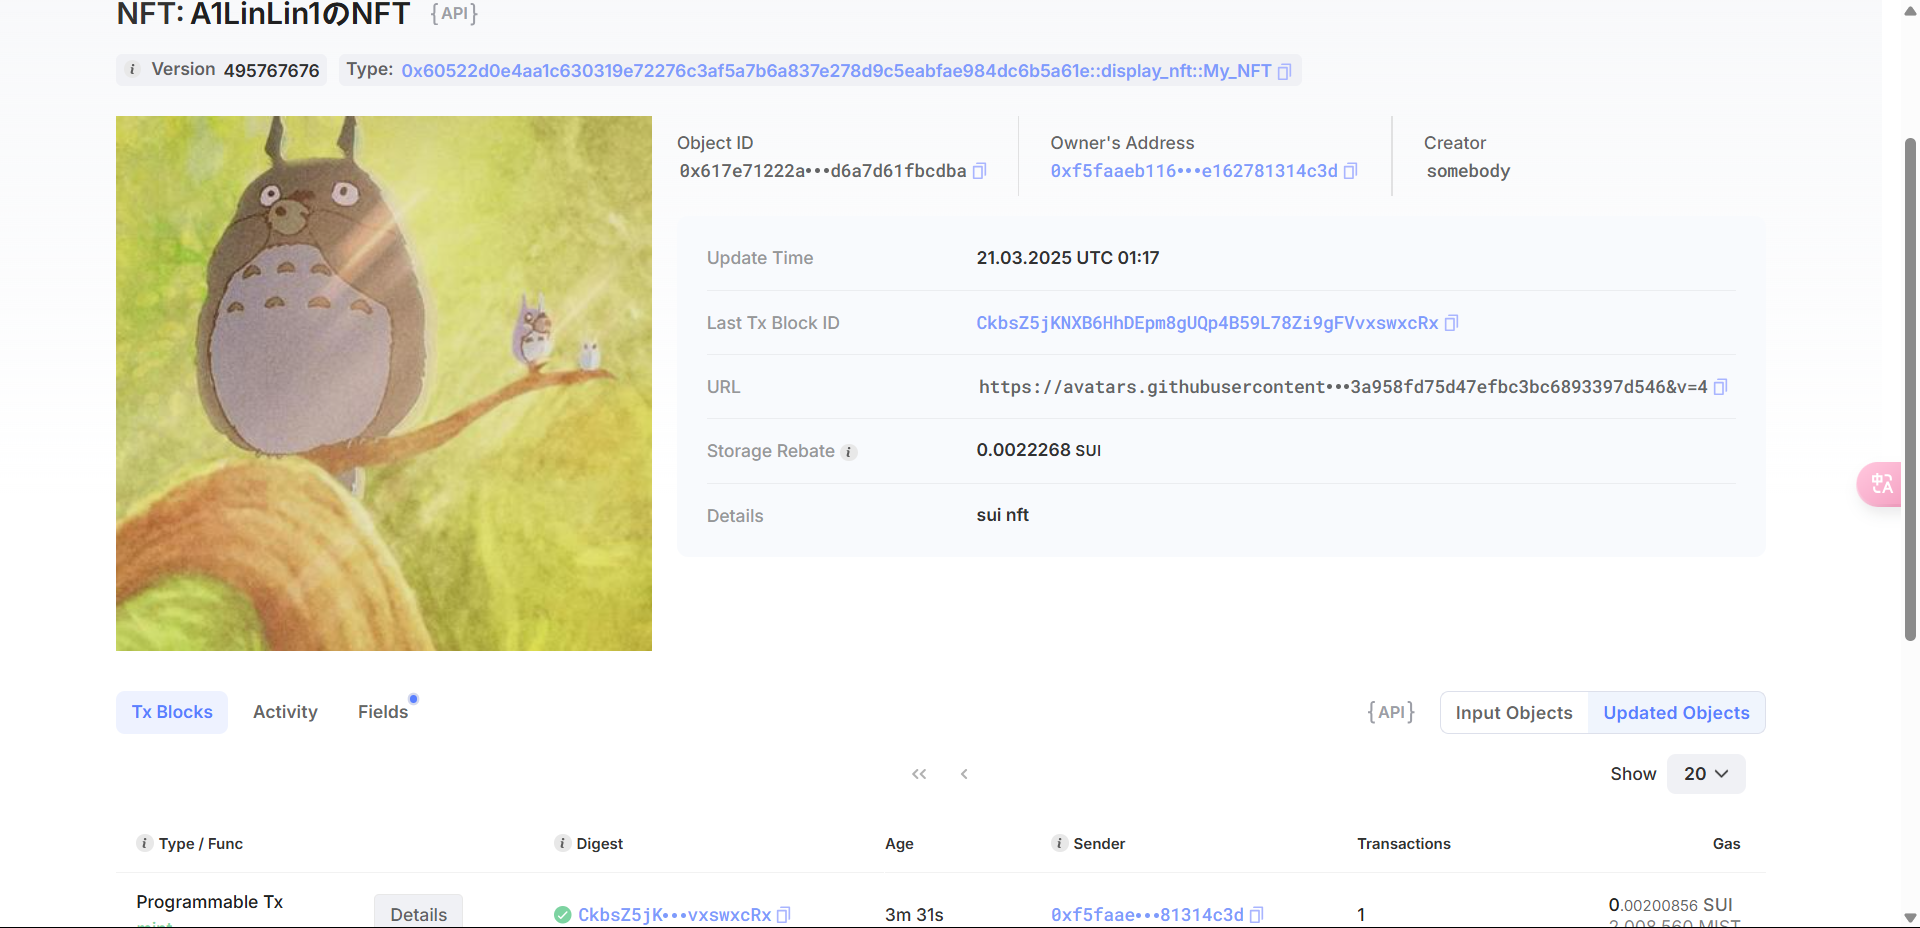 NFT: A1LinLin1のNFT {API}
Version 495767676 Type: 0x60522d0e4aa1c630319e72276c3af5a7b6a837e278d9c5eabfae984dc6b5a61e::display_nft::My_NFT
Object ID
0x617e71222a•••d6a7d61fbcdba
Owner's Address
0xf5faaeb116•••e162781314c3d
Creator
somebody
Update Time 21.03.2025 UTC 01:17
Last Tx Block ID CkbsZ5jKNXB6HhDEpm8gUQp4B59L78Zi9gFVvxswxcRx
URL https://avatars.githubusercontent•••3a958fd75d47efbc3bc6893397d546&v=4
Storage Rebate 0.0022268 SUI
Details sui nft
Tx Blocks Activity Fields {API} Input Objects Updated Objects
Show 20
Type / Func Digest Age Sender Transactions Gas
Programmable Tx Details CkbsZ5jK•••vxswxcRx 3m 31s 0xf5faae•••81314c3d 1 0.00200856 SUI
mint 2,008,560 MIST